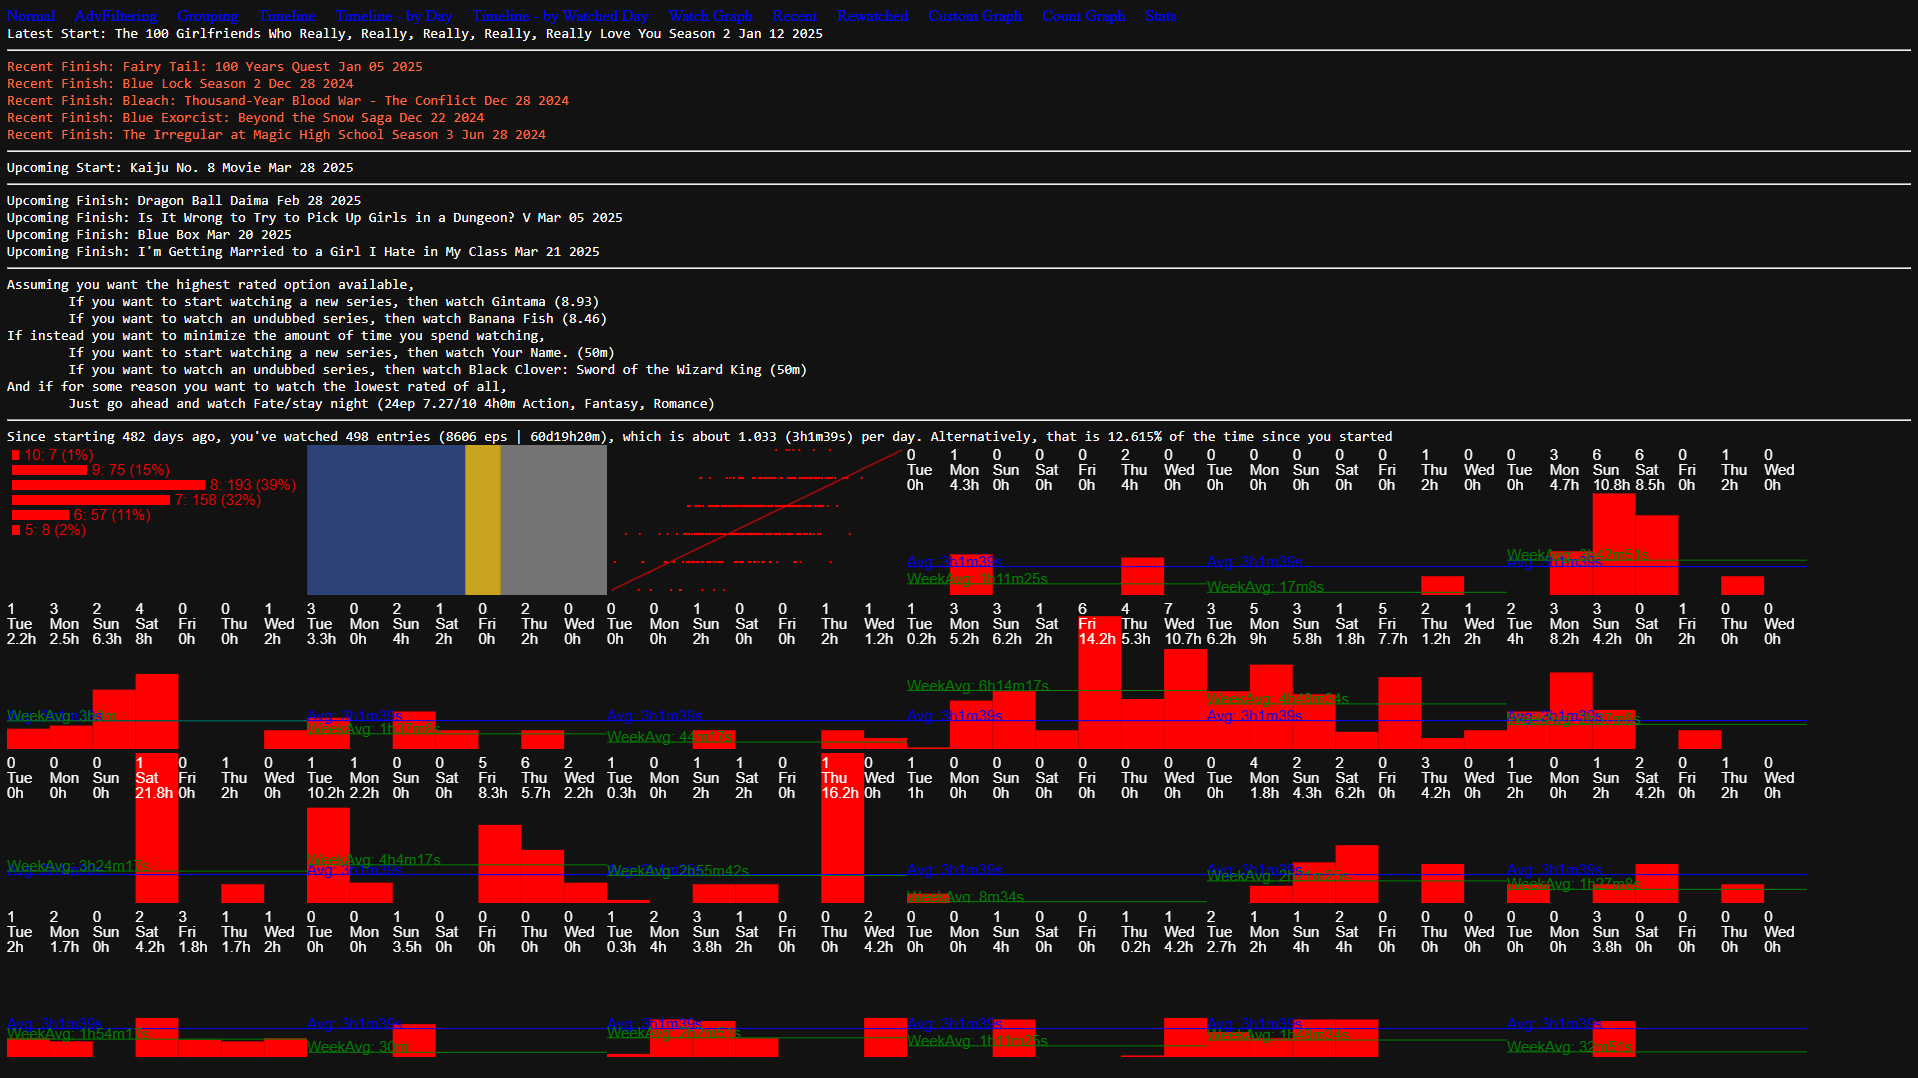 Normal AdvFiltering Grouping Timeline Timeline - by Day Timeline - by Watched Day Watch Graph Recent Rewatched Custom Graph Count Graph Stats
Latest Start: The 100 Girlfriends Who Really, Really, Really, Really, Really Love You Season 2 Jan 12 2025
Recent Finish: Fairy Tail: 100 Years Quest Jan 05 2025
Recent Finish: Blue Lock Season 2 Dec 28 2024
Recent Finish: Bleach: Thousand-Year Blood War - The Conflict Dec 28 2024
Recent Finish: Blue Exorcist: Beyond the Snow Saga Dec 22 2024
Recent Finish: The Irregular at Magic High School Season 3 Jun 28 2024
Upcoming Start: Kaiju No. 8 Movie Mar 28 2025
Upcoming Finish: Dragon Ball Daima Feb 28 2025
Upcoming Finish: Is It Wrong to Try to Pick Up Girls in a Dungeon? V Mar 05 2025
Upcoming Finish: Blue Box Mar 20 2025
Upcoming Finish: I'm Getting Married to a Girl I Hate in My Class Mar 21 2025
Assuming you want the highest rated option available,
If you want to start watching a new series, then watch Gintama (8.93)
If you want to watch an undubbed series, then watch Banana Fish (8.46)
If instead you want to minimize the amount of time you spend watching,
If you want to start watching a new series, then watch Your Name. (50m)
If you want to watch an undubbed series, then watch Black Clover: Sword of the Wizard King (50m)
And if for some reason you want to watch the lowest rated of all,
Just go ahead and watch Fate/stay night (24ep 7.27/10 4h0m Action, Fantasy, Romance)
Since starting 482 days ago, you've watched 498 entries (8606 eps | 60d19h20m), which is about 1.033 (3h1m39s) per day. Alternatively, that is 12.615% of the time since you started
10: 7 (1%)
9: 75 (15%)
8: 193 (39%)
7: 158 (32%)
6: 57 (11%)
5: 8 (2%)
0 1 0 0 0 2 0 0 0 0 0 0 1 0 0 3 6 6 0 1 0
Tue Mon Sun Sat Fri Thu Wed Tue Mon Sun Sat Fri Thu Wed Tue Mon Sun Sat Fri Thu Wed
0h 4.3h 0h 0h 0h 4h 0h 0h 0h 0h 0h 0h 2h 0h 0h 4.7h 10.8h 8.5h 0h 2h 0h
Avg: 3h1m39s Avg: 3h1m39s
WeekAvg: 1h11m25s WeekAvg: 17m8s
1 3 2 4 0 0 1 3 0 2 1 0 2 0 0 0 1 0 0 1 1 1 3 3 1 6 4 7 3 5 3 1 5 2 1 2 3 3 0 1 0 0
Tue Mon Sun Sat Fri Thu Wed Tue Mon Sun Sat Fri Thu Wed Tue Mon Sun Sat Fri Thu Wed Tue Mon Sun Sat Fri Thu Wed Tue Mon Sun Sat Fri Thu Wed Tue Mon Sun Sat Fri Thu Wed
2.2h 2.5h 6.3h 8h 0h 0h 2h 3.3h 0h 4h 2h 0h 2h 0h 0h 0h 2h 0h 0h 2h 1.2h 0.2h 5.2h 6.2h 2h 14.2h 5.3h 10.7h 6.2h 9h 5.8h 1.8h 7.7h 1.2h 2h 4h 8.2h 4.2h 0h 2h 0h 0h
WeekAvg: 6h14m17s
Avg: 3h1m39s Avg: 3h1m39s Avg: 3h1m39s Avg: 3h1m39s Avg: 3h1m39s
0 0 0 1 0 1 0 1 1 0 0 5 6 2 1 0 1 1 0 1 0 1 0 0 0 0 0 0 0 4 2 2 0 3 0 1 0 1 2 0 1 0
Tue Mon Sun Sat Fri Thu Wed Tue Mon Sun Sat Fri Thu Wed Tue Mon Sun Sat Fri Thu Wed Tue Mon Sun Sat Fri Thu Wed Tue Mon Sun Sat Fri Thu Wed Tue Mon Sun Sat Fri Thu Wed
0h 0h 0h 21.8h 0h 2h 0h 10.2h 2.2h 0h 0h 8.3h 5.7h 2.2h 0.3h 0h 2h 2h 0h 16.2h 0h 1h 0h 0h 0h 0h 0h 0h 0h 1.8h 4.3h 6.2h 0h 4.2h 0h 2h 0h 2h 4.2h 0h 2h 0h
WeekAvg: 3h24m17s WeekAvg: 4h4m17s WeekAvg: 2h55m42s
Avg: 3h1m39s Avg: 3h1m39s Avg: 3h1m39s Avg: 3h1m39s
WeekAvg: 8m34s WeekAvg: 1h27m8s
1 2 0 2 3 1 1 0 0 1 0 0 0 0 1 2 3 1 0 0 2 0 0 1 0 0 1 1 2 1 1 2 0 0 0 0 0 3 0 0 0 0
Tue Mon Sun Sat Fri Thu Wed Tue Mon Sun Sat Fri Thu Wed Tue Mon Sun Sat Fri Thu Wed Tue Mon Sun Sat Fri Thu Wed Tue Mon Sun Sat Fri Thu Wed Tue Mon Sun Sat Fri Thu Wed
2h 1.7h 0h 4.2h 1.8h 1.7h 2h 0h 0h 3.5h 0h 0h 0h 0h 0.3h 4h 3.8h 2h 0h 0h 4.2h 0h 0h 4h 0h 0h 0.2h 4.2h 2.7h 2h 4h 4h 0h 0h 0h 0h 0h 3.8h 0h 0h 0h 0h
Avg: 3h1m39s Avg: 3h1m39s Avg: 3h1m39s Avg: 3h1m39s Avg: 3h1m39s Avg: 3h1m39s
WeekAvg: 1h54m17s WeekAvg: 30m WeekAvg: 1h11m25s WeekAvg: 32m51s